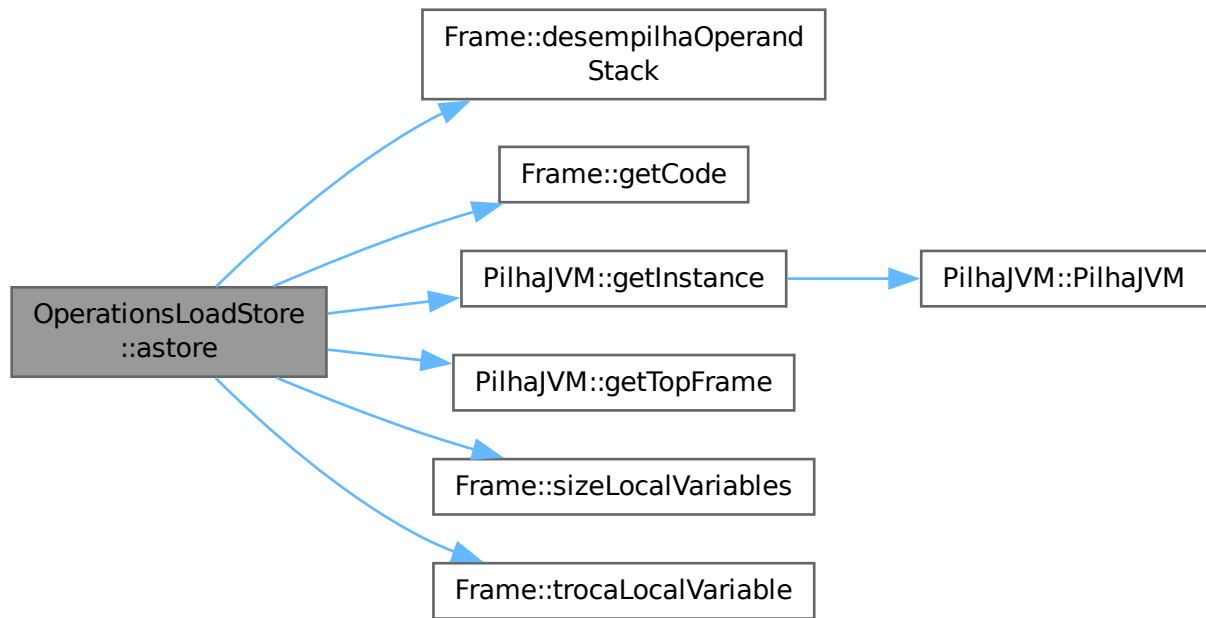 Frame::desempilhaOperand
Stack
Frame::getCode
PilhaJVM::getInstance
PilhaJVM::PilhaJVM
OperationsLoadStore
::astore
PilhaJVM::getTopFrame
Frame::sizeLocalVariables
Frame::trocaLocalVariable